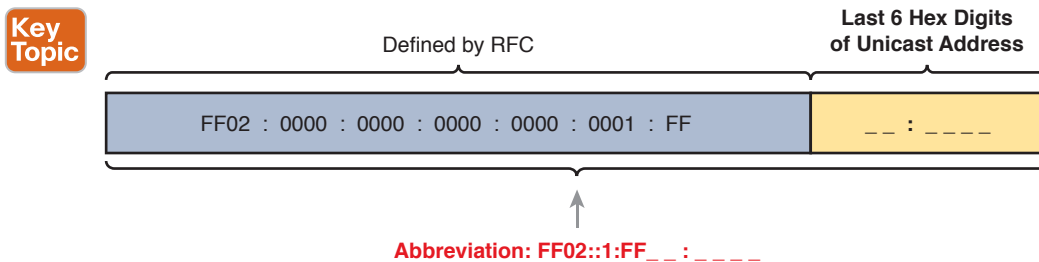 Key
Topic
Defined by RFC
Last 6 Hex Digits
of Unicast Address
FF02 : 0000 : 0000 : 0000 : 0000 : 0001 : FF
_ _ : _ _ _ _
Abbreviation: FF02::1:FF_ _ : _ _ _ _